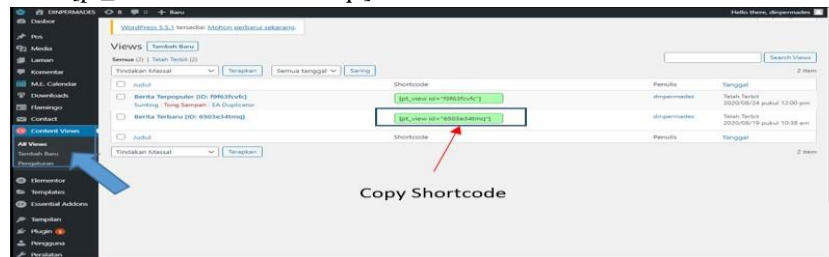 DINPERMADES 8 0 + Baru Hello there, dinpermades
Dasbor
Pos
Media
Laman
Komentar
M.E. Calendar
Downloads
Flamingo
Contact
Content Views
All Views
Tambah Baru
Pengaturan
Elementor
Templates
Essential Addons
Tampilan
Plugin
Pengguna
Peralatan
WordPress 5.5.1 tersedia! Mohon perbarui sekarang.
Views Tambah Baru
Semua (2) | Telah Terbit (2)
Search Views
Tindakan Massal Terapkan Semua tanggal Saring 2 item
Judul Shortcode Penulis Tanggal
Berita Terpopuler [ID: f9f63fcvfc] [pt_view id="f9f63fcvfc"] dinpermades Telah Terbit
Sunting | Tong Sampah | EA Duplicator 2020/08/24 pukul 12:00 pm
Berita Terbaru [ID: 6503e34tmq] [pt_view id="6503e34tmq"] dinpermades Telah Terbit
2020/08/19 pukul 10:38 am
Judul Shortcode Penulis Tanggal
Tindakan Massal Terapkan 2 item
Copy Shortcode